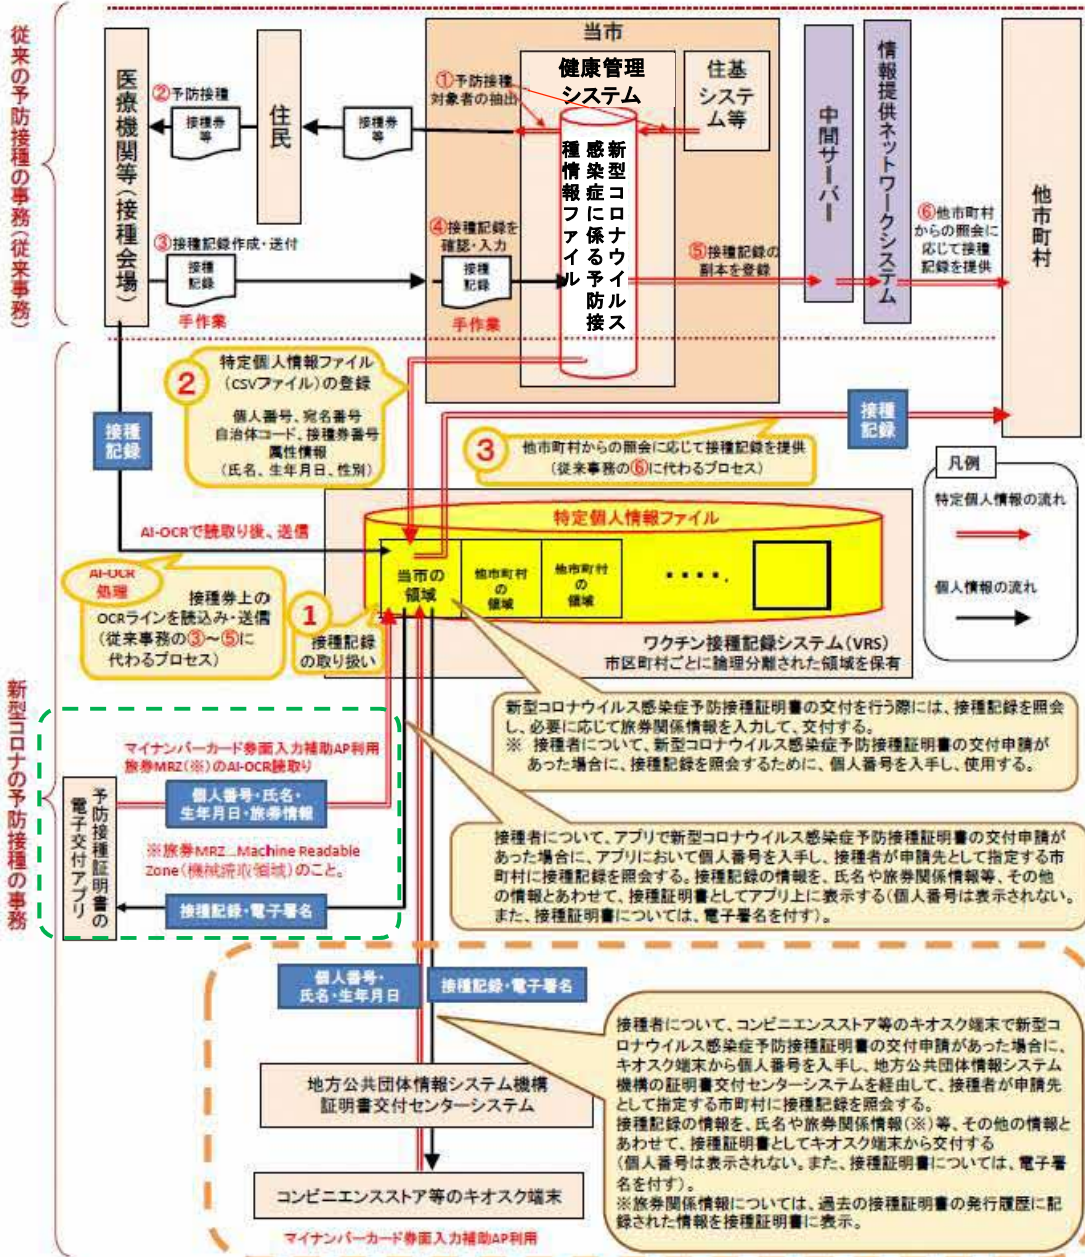 従来の予防接種の事務(従来事務)
医療機関等(接種会場)
②予防接種
接種券
等
住民
接種券
等
当市
健康管理
システム
①予防接種
対象者の抽出
住基
システ
ム等
新型コロナウイルス
感染症に係る予防接
種情報ファイル
中間サーバー
情報提供ネットワークシステム
他市町村
③接種記録作成・送付
接種
記録
手作業
④接種記録を
確認・入力
接種
記録
手作業
⑤接種記録の
副本を登録
⑥他市町村
からの照会に
応じて接種
記録を提供
新型コロナの予防接種の事務
接種
記録
②
特定個人情報ファイル
(CSVファイル)の登録
個人番号、宛名番号
自治体コード、接種券番号
属性情報
(氏名、生年月日、性別)
③
他市町村からの照会に応じて接種記録を提供
(従来事務の⑥に代わるプロセス)
接種
記録
凡例
特定個人情報の流れ
個人情報の流れ
AI-OCRで読取り後、送信
AI-OCR
処理
接種券上の
OCRラインを読込み・送信
(従来事務の③~⑤に
代わるプロセス)
①
接種記録
の取り扱い
特定個人情報ファイル
当市の
領域
他市町村
の
領域
他市町村
の
領域
・・・・.
ワクチン接種記録システム(VRS)
市区町村ごとに論理分離された領域を保有
新型コロナウイルス感染症予防接種証明書の交付を行う際には、接種記録を照会
し、必要に応じて旅券関係情報を入力して、交付する。
※ 接種者について、新型コロナウイルス感染症予防接種証明書の交付申請が
あった場合に、接種記録を照会するために、個人番号を入手し、使用する。
予防接種証明書の
電子交付アプリ
マイナンバーカード券面入力補助AP利用
旅券MRZ(※)のAI-OCR読取り
個人番号・氏名・
生年月日・旅券情報
※旅券MRZ…Machine Readable
Zone(機械読取領域)のこと。
接種記録・電子署名
接種者について、アプリで新型コロナウイルス感染症予防接種証明書の交付申請が
あった場合に、アプリにおいて個人番号を入手し、接種者が申請先として指定する市
町村に接種記録を照会する。接種記録の情報を、氏名や旅券関係情報等、その他
の情報とあわせて、接種証明書としてアプリ上に表示する(個人番号は表示されない。
また、接種証明書については、電子署名を付す)。
個人番号・
氏名・生年月日
接種記録・電子署名
地方公共団体情報システム機構
証明書交付センターシステム
コンビニエンスストア等のキオスク端末
マイナンバーカード券面入力補助AP利用
接種者について、コンビニエンスストア等のキオスク端末で新型コ
ロナウイルス感染症予防接種証明書の交付申請があった場合に、
キオスク端末から個人番号を入手し、地方公共団体情報システム
機構の証明書交付センターシステムを経由して、接種者が申請先
として指定する市町村に接種記録を照会する。
接種記録の情報を、氏名や旅券関係情報(※)等、その他の情報と
あわせて、接種証明書としてキオスク端末から交付する
(個人番号は表示されない。また、接種証明書については、電子署
名を付す)。
※旅券関係情報については、過去の接種証明書の発行履歴に記
録された情報を接種証明書に表示。